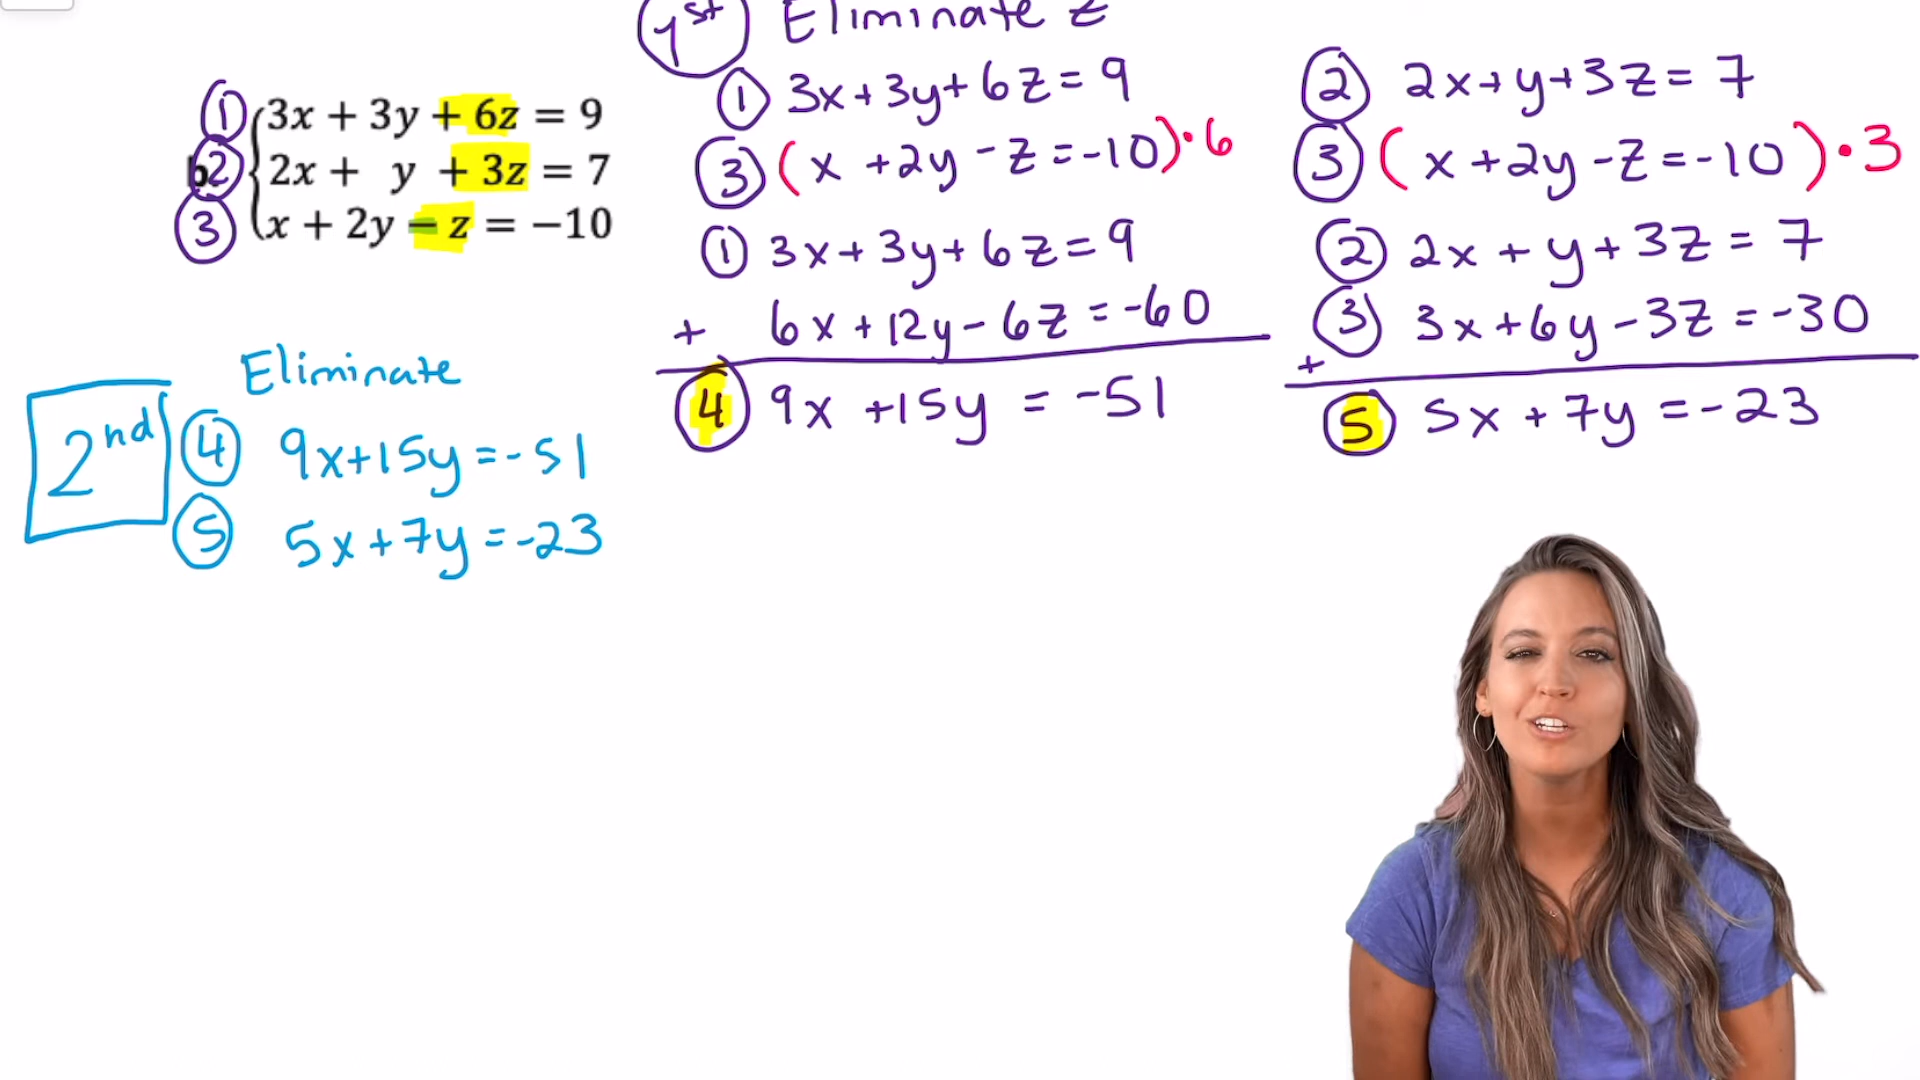 1st Eliminate z
① 3x + 3y + 6z = 9
b. ② 2x + y + 3z = 7
③ x + 2y − z = −10
① 3x + 3y + 6z = 9
③ (x + 2y - z = -10) · 6
① 3x + 3y + 6z = 9
+ 6x + 12y - 6z = -60
④ 9x + 15y = -51
② 2x + y + 3z = 7
③ (x + 2y - z = -10) · 3
② 2x + y + 3z = 7
③ 3x + 6y - 3z = -30
+
⑤ 5x + 7y = -23
2nd Eliminate
④ 9x + 15y = -51
⑤ 5x + 7y = -23